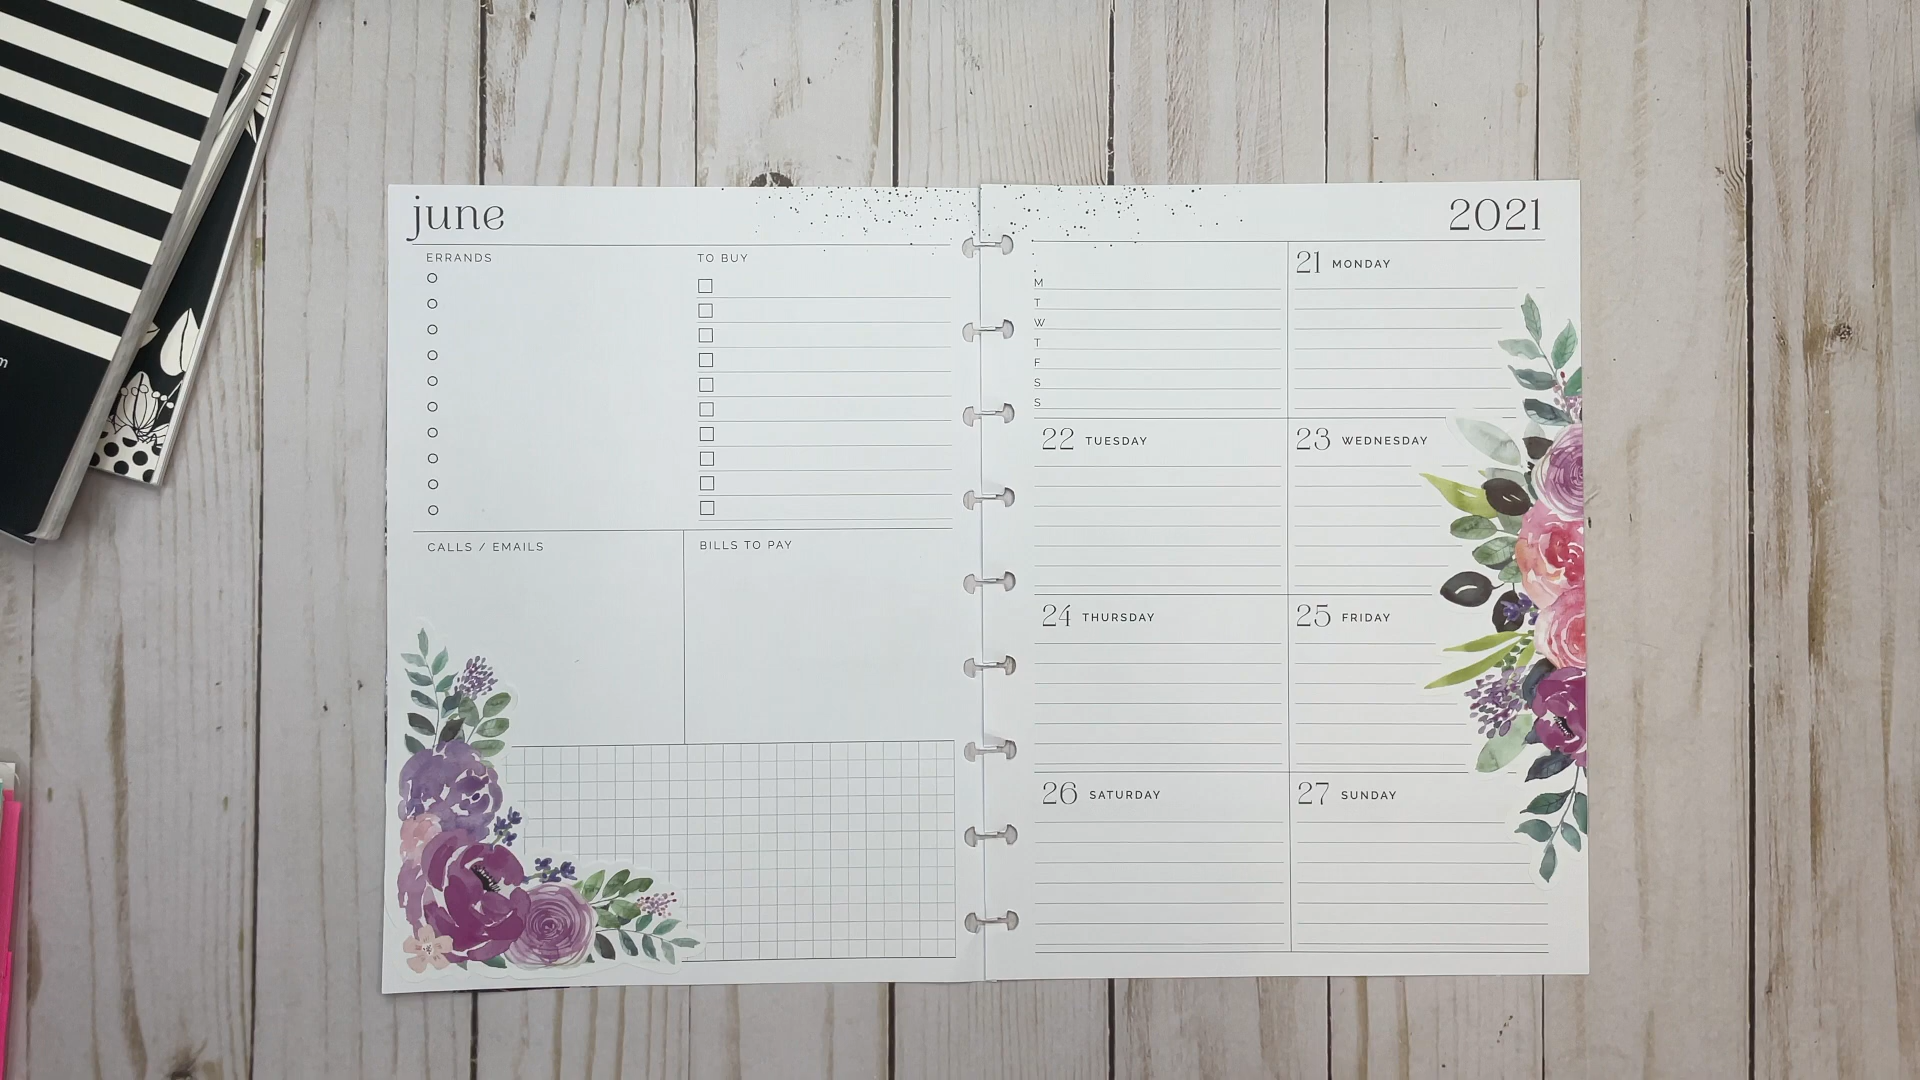 june
2021
ERRANDS
TO BUY
CALLS / EMAILS
BILLS TO PAY
M
T
W
T
F
S
S
21 MONDAY
22 TUESDAY
23 WEDNESDAY
24 THURSDAY
25 FRIDAY
26 SATURDAY
27 SUNDAY